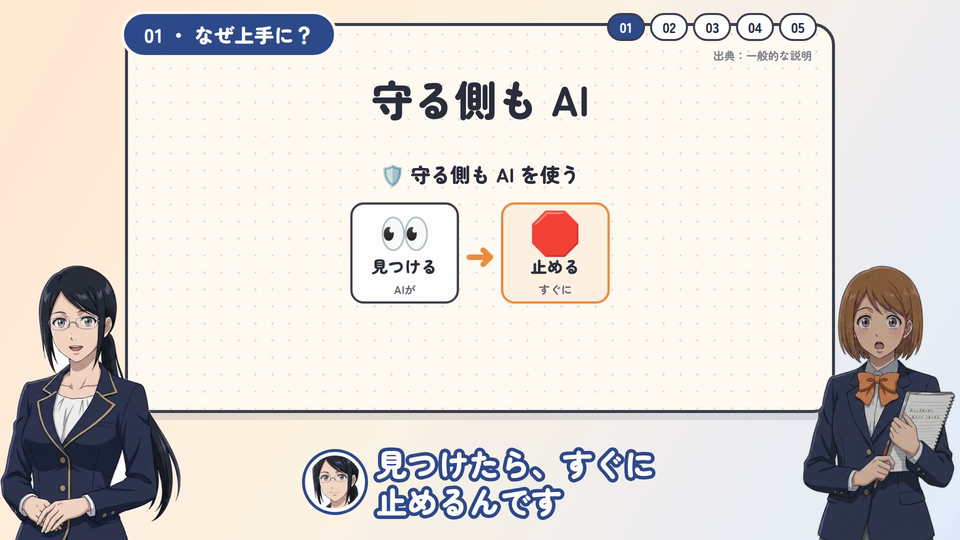 01 ・ なぜ上手に？
01 02 03 04 05
出典：一般的な説明
守る側も AI
守る側も AI を使う
見つける
AIが
止める
すぐに
見つけたら、すぐに
止めるんです